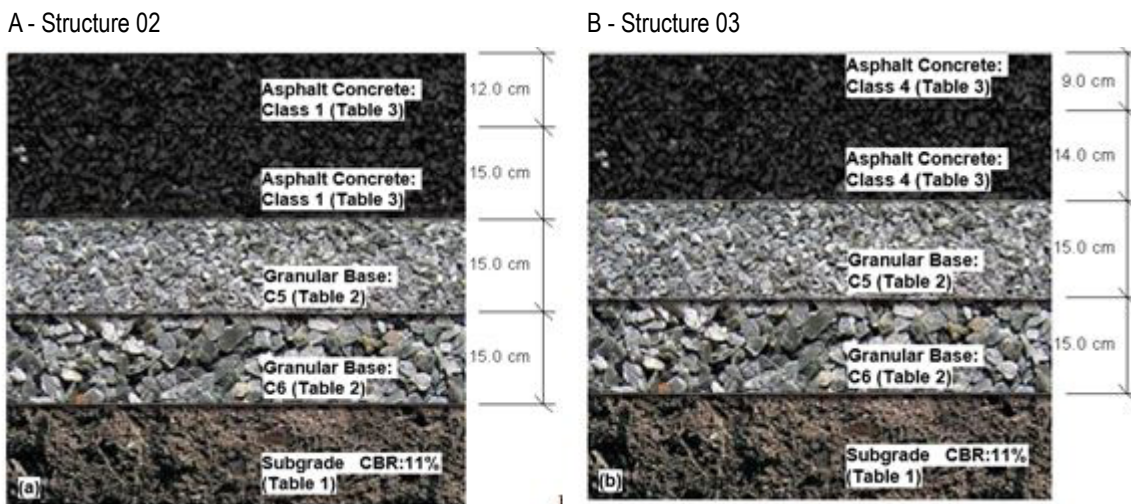 A - Structure 02
Asphalt Concrete:
Class 1 (Table 3)
12.0 cm
Asphalt Concrete:
Class 1 (Table 3)
15.0 cm
Granular Base:
C5 (Table 2)
15.0 cm
Granular Base:
C6 (Table 2)
15.0 cm
Subgrade CBR:11%
(Table 1)
(a)
B - Structure 03
Asphalt Concrete:
Class 4 (Table 3)
9.0 cm
Asphalt Concrete:
Class 4 (Table 3)
14.0 cm
Granular Base:
C5 (Table 2)
15.0 cm
Granular Base:
C6 (Table 2)
15.0 cm
Subgrade CBR:11%
(Table 1)
(b)